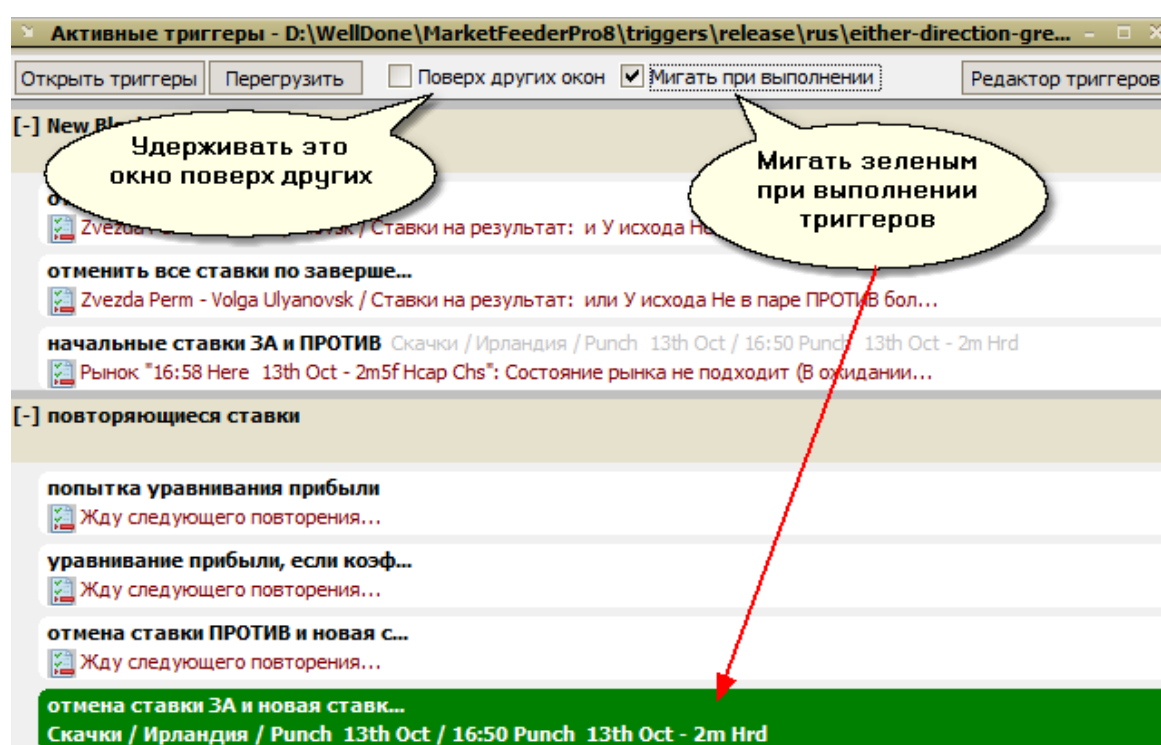 Активные триггеры - D:\WellDone\MarketFeederPro8\triggers\release\rus\either-direction-gre...
Открыть триггеры Перегрузить Поверх других окон Мигать при выполнении Редактор триггеров
[-] New
Удерживать это
окно поверх других
Мигать зеленым
при выполнении
триггеров
/ Ставки на результат: и У исхода
отменить все ставки по заверше...
Zvezda Perm - Volga Ulyanovsk / Ставки на результат: или У исхода Не в паре ПРОТИВ бол...
начальные ставки ЗА и ПРОТИВ Скачки / Ирландия / Punch 13th Oct / 16:50 Punch 13th Oct - 2m Hrd
Рынок "16:58 Here 13th Oct - 2m5f Hcap Chs": Состояние рынка не подходит (В ожидании...
[-] повторяющиеся ставки
попытка уравнивания прибыли
Жду следующего повторения...
уравнивание прибыли, если коэф...
Жду следующего повторения...
отмена ставки ПРОТИВ и новая с...
Жду следующего повторения...
отмена ставки ЗА и новая ставк...
Скачки / Ирландия / Punch 13th Oct / 16:50 Punch 13th Oct - 2m Hrd